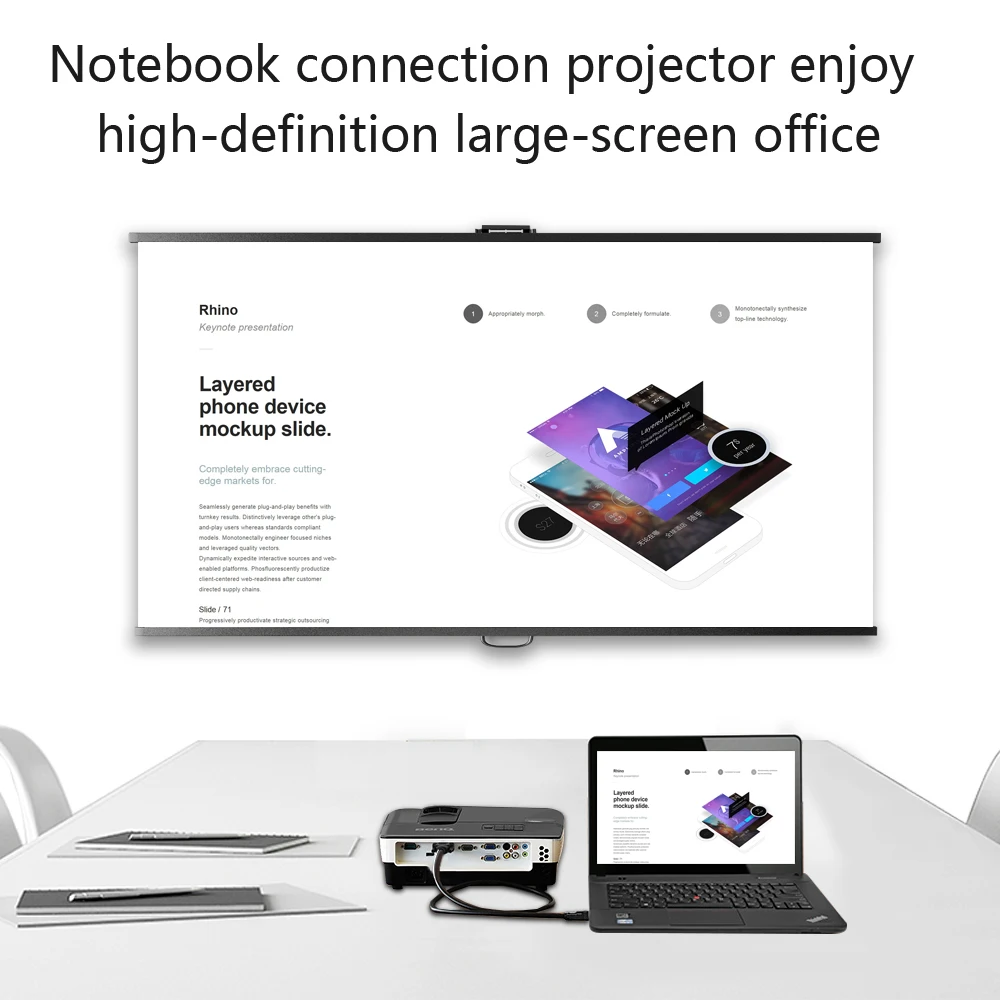 Notebook connection projector enjoy
high-definition large-screen office
Rhino
Keynote presentation
1 Appropriately morph.
2 Completely formulate.
3 Monotonectally synthesize
top-line technology.
Layered
phone device
mockup slide.
Completely embrace cutting-
edge markets for.
Seamlessly generate plug-and-play benefits with
turnkey results. Distinctively leverage other's plug-
and-play users whereas standards compliant
models. Monotonectally engineer focused niches
and leveraged quality vectors.
Dynamically expedite interactive sources and web-
enabled platforms. Phosfluorescently productize
client-centered web-readiness after customer
directed supply chains.
Slide / 71
Progressively productivate strategic outsourcing
Layered Mock Up
7$
per year
$27
BenQ
Rhino
Layered
phone device
mockup slide.
ThinkPad